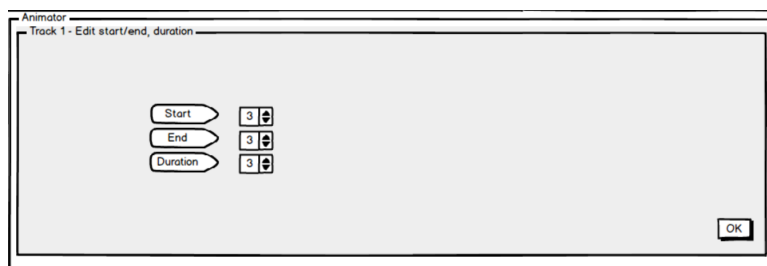 Animator
Track 1 - Edit start/end, duration
Start 3
End 3
Duration 3
OK